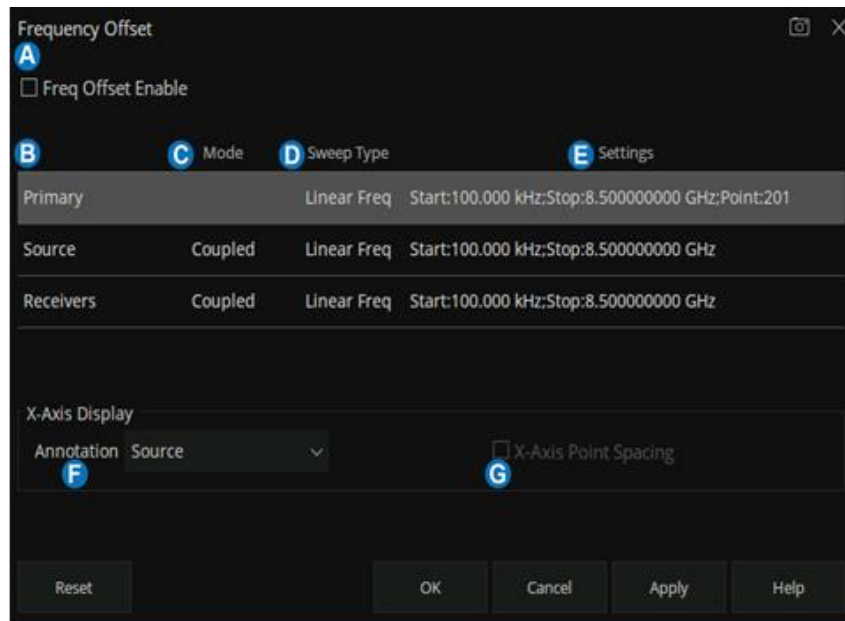 Frequency Offset
A
Freq Offset Enable
B C Mode D Sweep Type E Settings
Primary Linear Freq Start:100.000 kHz;Stop:8.500000000 GHz;Point:201
Source Coupled Linear Freq Start:100.000 kHz;Stop:8.500000000 GHz
Receivers Coupled Linear Freq Start:100.000 kHz;Stop:8.500000000 GHz
X-Axis Display
Annotation Source X-Axis Point Spacing
F G
Reset OK Cancel Apply Help